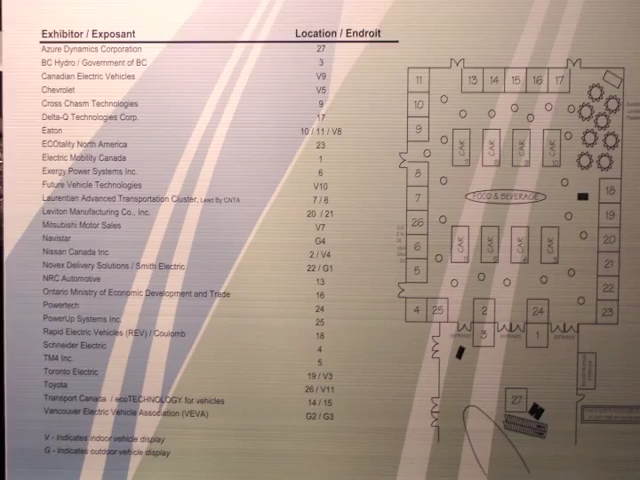 Exhibitor / Exposant Location / Endroit
Azure Dynamics Corporation 27
BC Hydro / Government of BC 3
Canadian Electric Vehicles V9
Chevrolet V5
Cross Chasm Technologies 9
Delta-Q Technologies Corp. 17
Eaton 10 / 11 / V8
ECOtality North America 23
Electric Mobility Canada 1
Exergy Power Systems Inc. 6
Future Vehicle Technologies V10
Laurentian Advanced Transportation Cluster, Lead By CNTA 7 / 8
Leviton Manufacturing Co., Inc. 20 / 21
Mitsubishi Motor Sales V7
Navistar G4
Nissan Canada Inc 2 / V4
Novex Delivery Solutions / Smith Electric 22 / G1
NRC Automotive 13
Ontario Ministry of Economic Development and Trade 16
Powertech 24
PowerUp Systems Inc. 25
Rapid Electric Vehicles (REV) / Coulomb 18
Schneider Electric 4
TM4 Inc. 5
Toronto Electric 19 / V3
Toyota 26 / V11
Transport Canada / ecoTECHNOLOGY for vehicles 14 / 15
Vancouver Electric Vehicle Association (VEVA) G2 / G3
V - Indicates indoor vehicle display
G - Indicates outdoor vehicle display
11 13 14 15 16 17
10
9
CAR CAR CAR CAR
8
7
FOOD & BEVERAGE
18
19
26
6
5
CAR CAR CAR CAR
20
21
22
4 25 2 24 23
3 1
ENTRANCE ENTRANCE ENTRANCE
27